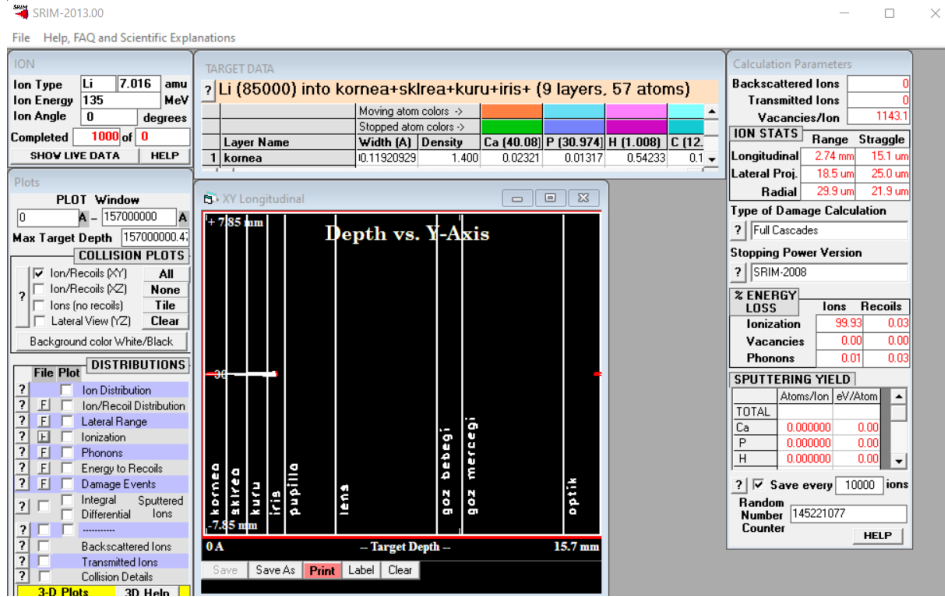 SRIM-2013.00
File Help, FAQ and Scientific Explanations
ION
Ion Type Li 7.016 amu
Ion Energy 135 MeV
Ion Angle 0 degrees
Completed 1000 of 0
SHOW LIVE DATA HELP
TARGET DATA
? Li (85000) into kornea+sklrea+kuru+iris+ (9 layers, 57 atoms)
Moving atom colors ->
Stopped atom colors ->
Layer Name Width (A) Density Ca (40.08) P (30.974) H (1.008) C (12.
1 kornea 0.11920929 1.400 0.02321 0.01317 0.54233 0.1
Calculation Parameters
Backscattered Ions 0
Transmitted Ions 0
Vacancies/Ion 1143.1
ION STATS Range Straggle
Longitudinal 2.74 mm 15.1 um
Lateral Proj. 18.5 um 25.0 um
Radial 29.9 um 21.9 um
Type of Damage Calculation
? Full Cascades
Stopping Power Version
? SRIM-2008
% ENERGY LOSS Ions Recoils
Ionization 99.93 0.03
Vacancies 0.00 0.00
Phonons 0.01 0.03
SPUTTERING YIELD
Atoms/Ion eV/Atom
TOTAL
Ca 0.000000 0.00
P 0.000000 0.00
H 0.000000 0.00
? Save every 10000 ions
Random Number Counter 145221077
HELP
Plots
PLOT Window
0 A - 157000000 A
Max Target Depth 157000000.4
COLLISION PLOTS
Ion/Recoils (XY) All
? Ion/Recoils (XZ) None
Ions (no recoils) Tile
Lateral View (YZ) Clear
Background color White/Black
File Plot DISTRIBUTIONS
? Ion Distribution
? F Ion/Recoil Distribution
? F Lateral Range
? F Ionization
? F Phonons
? F Energy to Recoils
? F Damage Events
? Integral Sputtered
Differential Ions
? -----------
? Backscattered Ions
? Transmitted Ions
? Collision Details
3-D Plots 3D Help
XY Longitudinal
+ 7.85 mm
Depth vs. Y-Axis
kornea
sklrea
kuru
iris
pupilla
lens
goz bebegi
goz mercegi
optik
-7.85 mm
0 A -- Target Depth -- 15.7 mm
Save Save As Print Label Clear